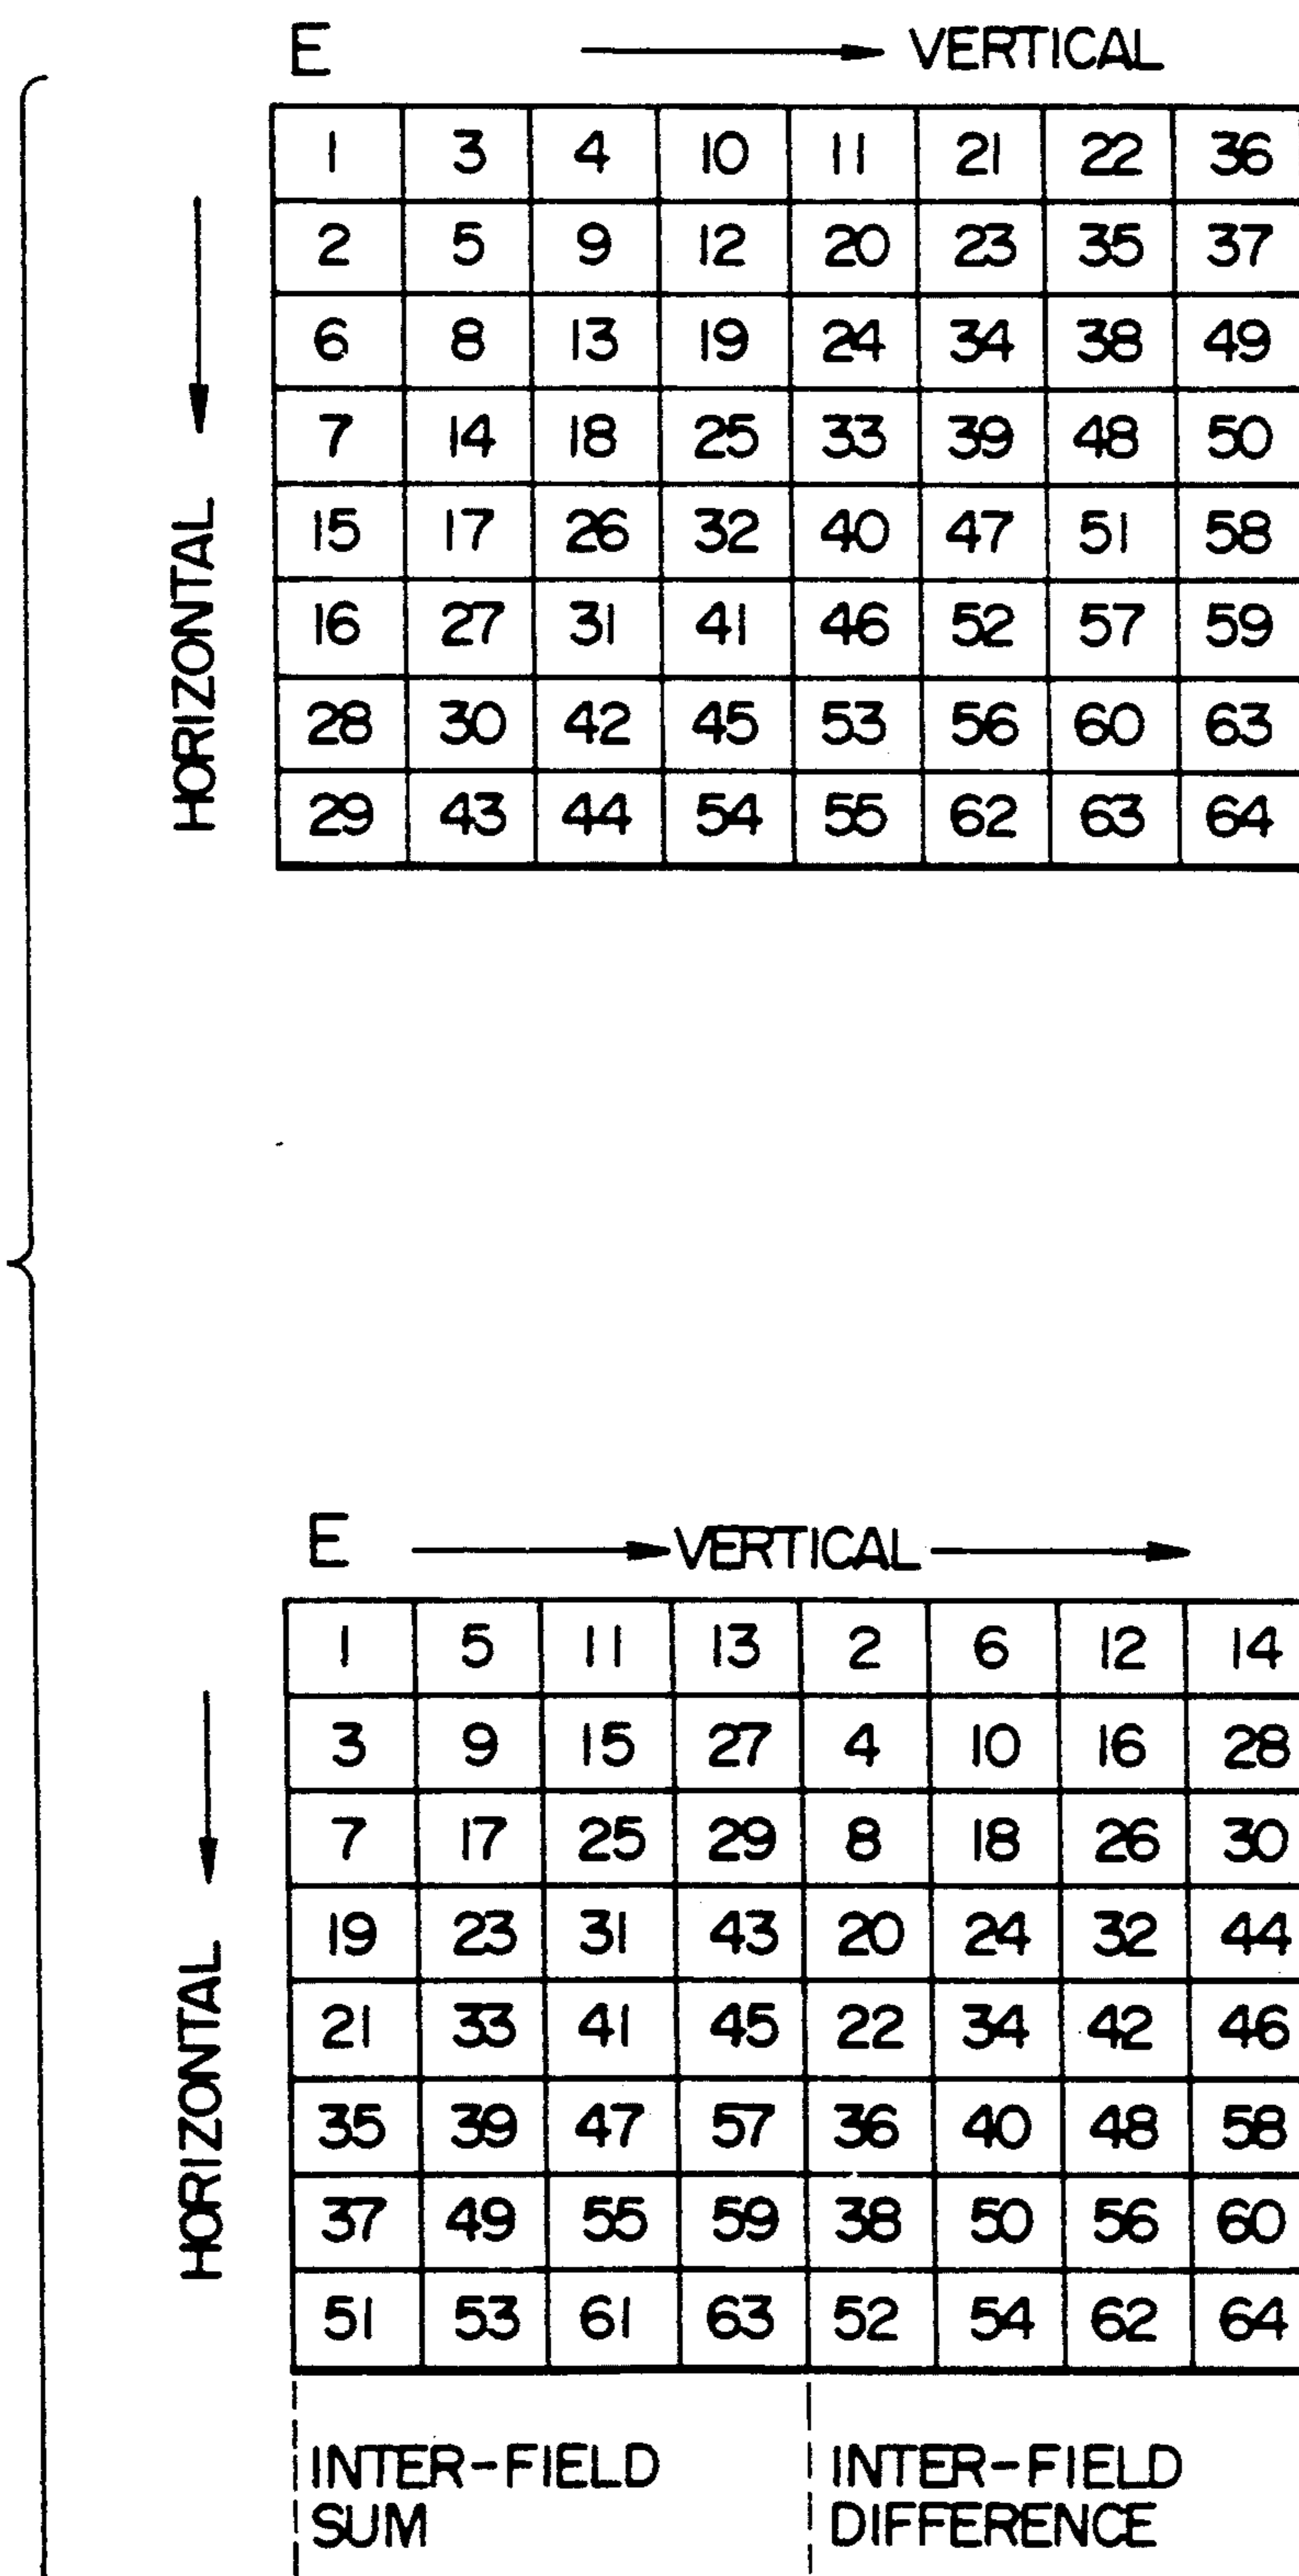 E VERTICAL
HORIZONTAL
1 3 4 10 11 21 22 36
2 5 9 12 20 23 35 37
6 8 13 19 24 34 38 49
7 14 18 25 33 39 48 50
15 17 26 32 40 47 51 58
16 27 31 41 46 52 57 59
28 30 42 45 53 56 60 63
29 43 44 54 55 62 63 64
E VERTICAL
HORIZONTAL
1 5 11 13 2 6 12 14
3 9 15 27 4 10 16 28
7 17 25 29 8 18 26 30
19 23 31 43 20 24 32 44
21 33 41 45 22 34 42 46
35 39 47 57 36 40 48 58
37 49 55 59 38 50 56 60
51 53 61 63 52 54 62 64
INTER-FIELD INTER-FIELD
SUM DIFFERENCE